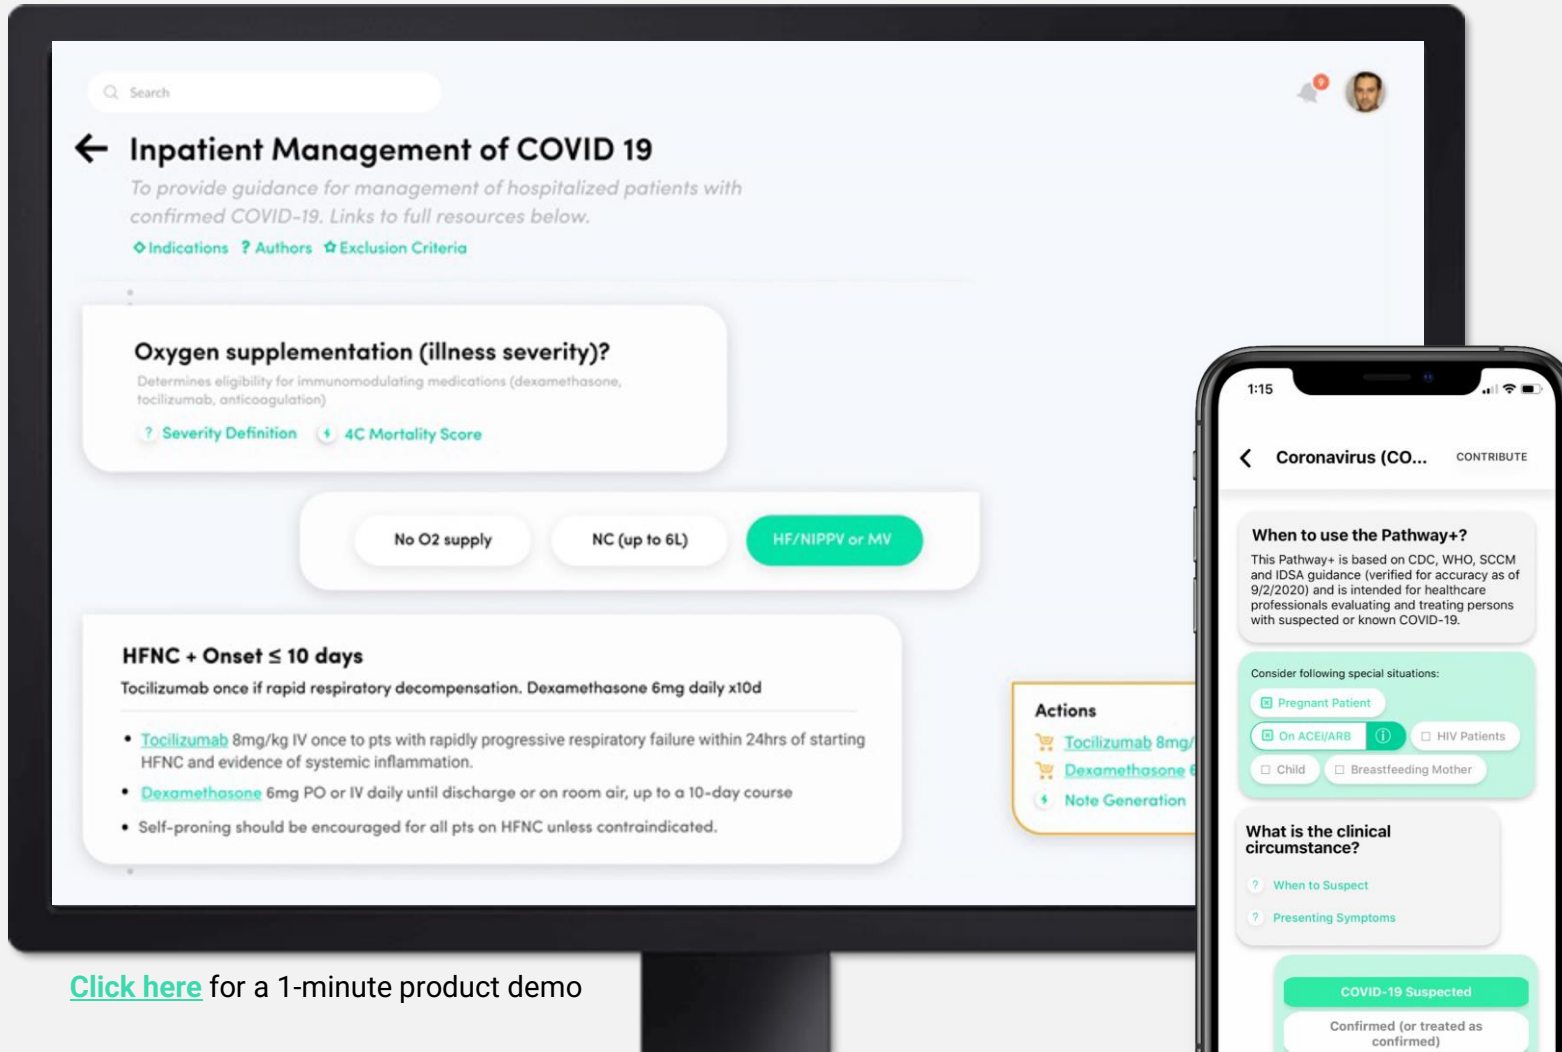 Search
9
Inpatient Management of COVID 19
To provide guidance for management of hospitalized patients with
confirmed COVID-19. Links to full resources below.
Indications ? Authors Exclusion Criteria
Oxygen supplementation (illness severity)?
Determines eligibility for immunomodulating medications (dexamethasone,
tocilizumab, anticoagulation)
? Severity Definition 4C Mortality Score
No O2 supply NC (up to 6L) HF/NIPPV or MV
HFNC + Onset ≤ 10 days
Tocilizumab once if rapid respiratory decompensation. Dexamethasone 6mg daily x10d
• Tocilizumab 8mg/kg IV once to pts with rapidly progressive respiratory failure within 24hrs of starting
HFNC and evidence of systemic inflammation.
• Dexamethasone 6mg PO or IV daily until discharge or on room air, up to a 10-day course
• Self-proning should be encouraged for all pts on HFNC unless contraindicated.
Actions
Tocilizumab 8mg/
Dexamethasone 6
Note Generation
1:15
Coronavirus (CO... CONTRIBUTE
When to use the Pathway+?
This Pathway+ is based on CDC, WHO, SCCM
and IDSA guidance (verified for accuracy as of
9/2/2020) and is intended for healthcare
professionals evaluating and treating persons
with suspected or known COVID-19.
Consider following special situations:
Pregnant Patient
On ACEi/ARB HIV Patients
Child Breastfeeding Mother
What is the clinical
circumstance?
? When to Suspect
? Presenting Symptoms
COVID-19 Suspected
Confirmed (or treated as
confirmed)
Click here for a 1-minute product demo